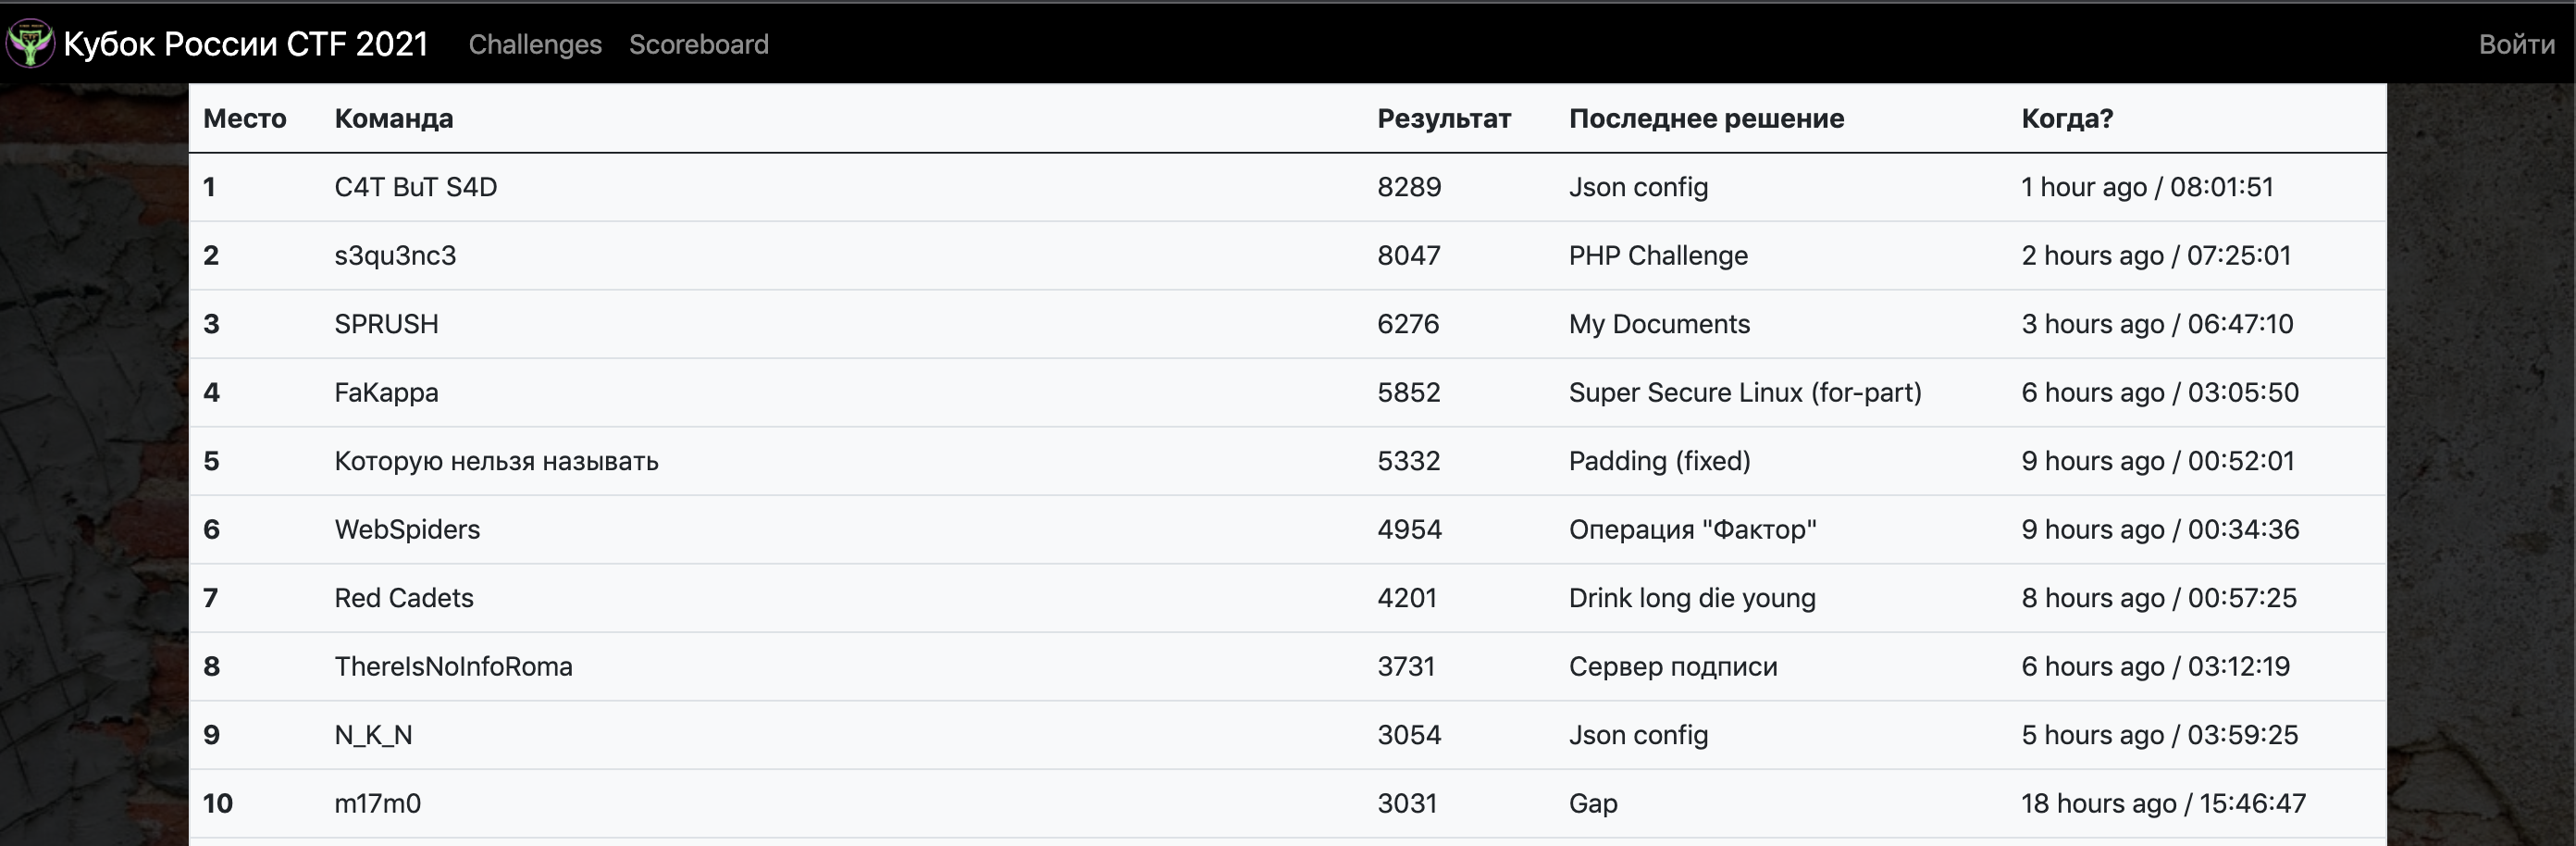 Кубок России CTF 2021 Challenges Scoreboard Войти
Место Команда Результат Последнее решение Когда?
1 C4T BuT S4D 8289 Json config 1 hour ago / 08:01:51
2 s3qu3nc3 8047 PHP Challenge 2 hours ago / 07:25:01
3 SPRUSH 6276 My Documents 3 hours ago / 06:47:10
4 FaKappa 5852 Super Secure Linux (for-part) 6 hours ago / 03:05:50
5 Которую нельзя называть 5332 Padding (fixed) 9 hours ago / 00:52:01
6 WebSpiders 4954 Операция "Фактор" 9 hours ago / 00:34:36
7 Red Cadets 4201 Drink long die young 8 hours ago / 00:57:25
8 ThereIsNoInfoRoma 3731 Сервер подписи 6 hours ago / 03:12:19
9 N_K_N 3054 Json config 5 hours ago / 03:59:25
10 m17m0 3031 Gap 18 hours ago / 15:46:47